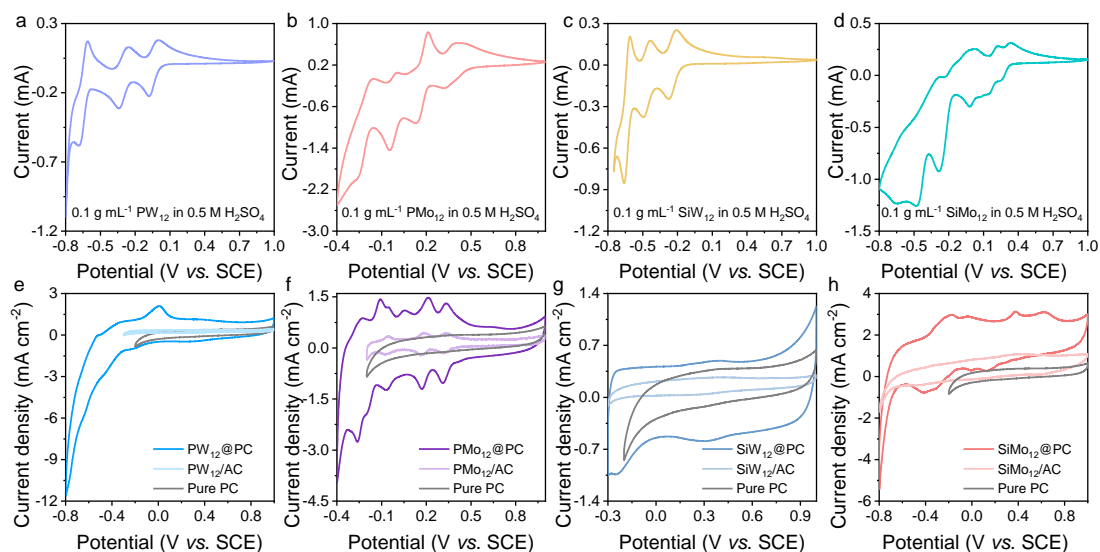 a
0.3
-0.2
-0.7
-1.2
Current (mA)
0.1 g mL⁻¹ PW₁₂ in 0.5 M H₂SO₄
-0.8 -0.5 -0.2 0.1 0.4 0.7 1.0
Potential (V vs. SCE)
b
1.0
0.2
-0.6
-1.4
-2.2
-3.0
Current (mA)
0.1 g mL⁻¹ PMo₁₂ in 0.5 M H₂SO₄
-0.4 -0.1 0.2 0.5 0.8
Potential (V vs. SCE)
c
0.3
0.0
-0.3
-0.6
-0.9
-1.2
Current (mA)
0.1 g mL⁻¹ SiW₁₂ in 0.5 M H₂SO₄
-0.8 -0.5 -0.2 0.1 0.4 0.7 1.0
Potential (V vs. SCE)
d
0.5
0.0
-0.5
-1.0
-1.5
Current (mA)
0.1 g mL⁻¹ SiMo₁₂ in 0.5 M H₂SO₄
-0.8 -0.5 -0.2 0.1 0.4 0.7 1.0
Potential (V vs. SCE)
e
3
0
-3
-6
-9
-12
Current density (mA cm⁻²)
PW₁₂@PC
PW₁₂/AC
Pure PC
-0.8 -0.4 0.0 0.4 0.8
Potential (V vs. SCE)
f
1.5
0.0
-1.5
-3.0
-4.5
Current density (mA cm⁻²)
PMo₁₂@PC
PMo₁₂/AC
Pure PC
-0.4 -0.1 0.2 0.5 0.8
Potential (V vs. SCE)
g
1.4
0.7
0.0
-0.7
-1.4
Current density (mA cm⁻²)
SiW₁₂@PC
SiW₁₂/AC
Pure PC
-0.3 0.0 0.3 0.6 0.9
Potential (V vs. SCE)
h
4
2
0
-2
-4
-6
Current density (mA cm⁻²)
SiMo₁₂@PC
SiMo₁₂/AC
Pure PC
-0.8 -0.4 0.0 0.4 0.8
Potential (V vs. SCE)